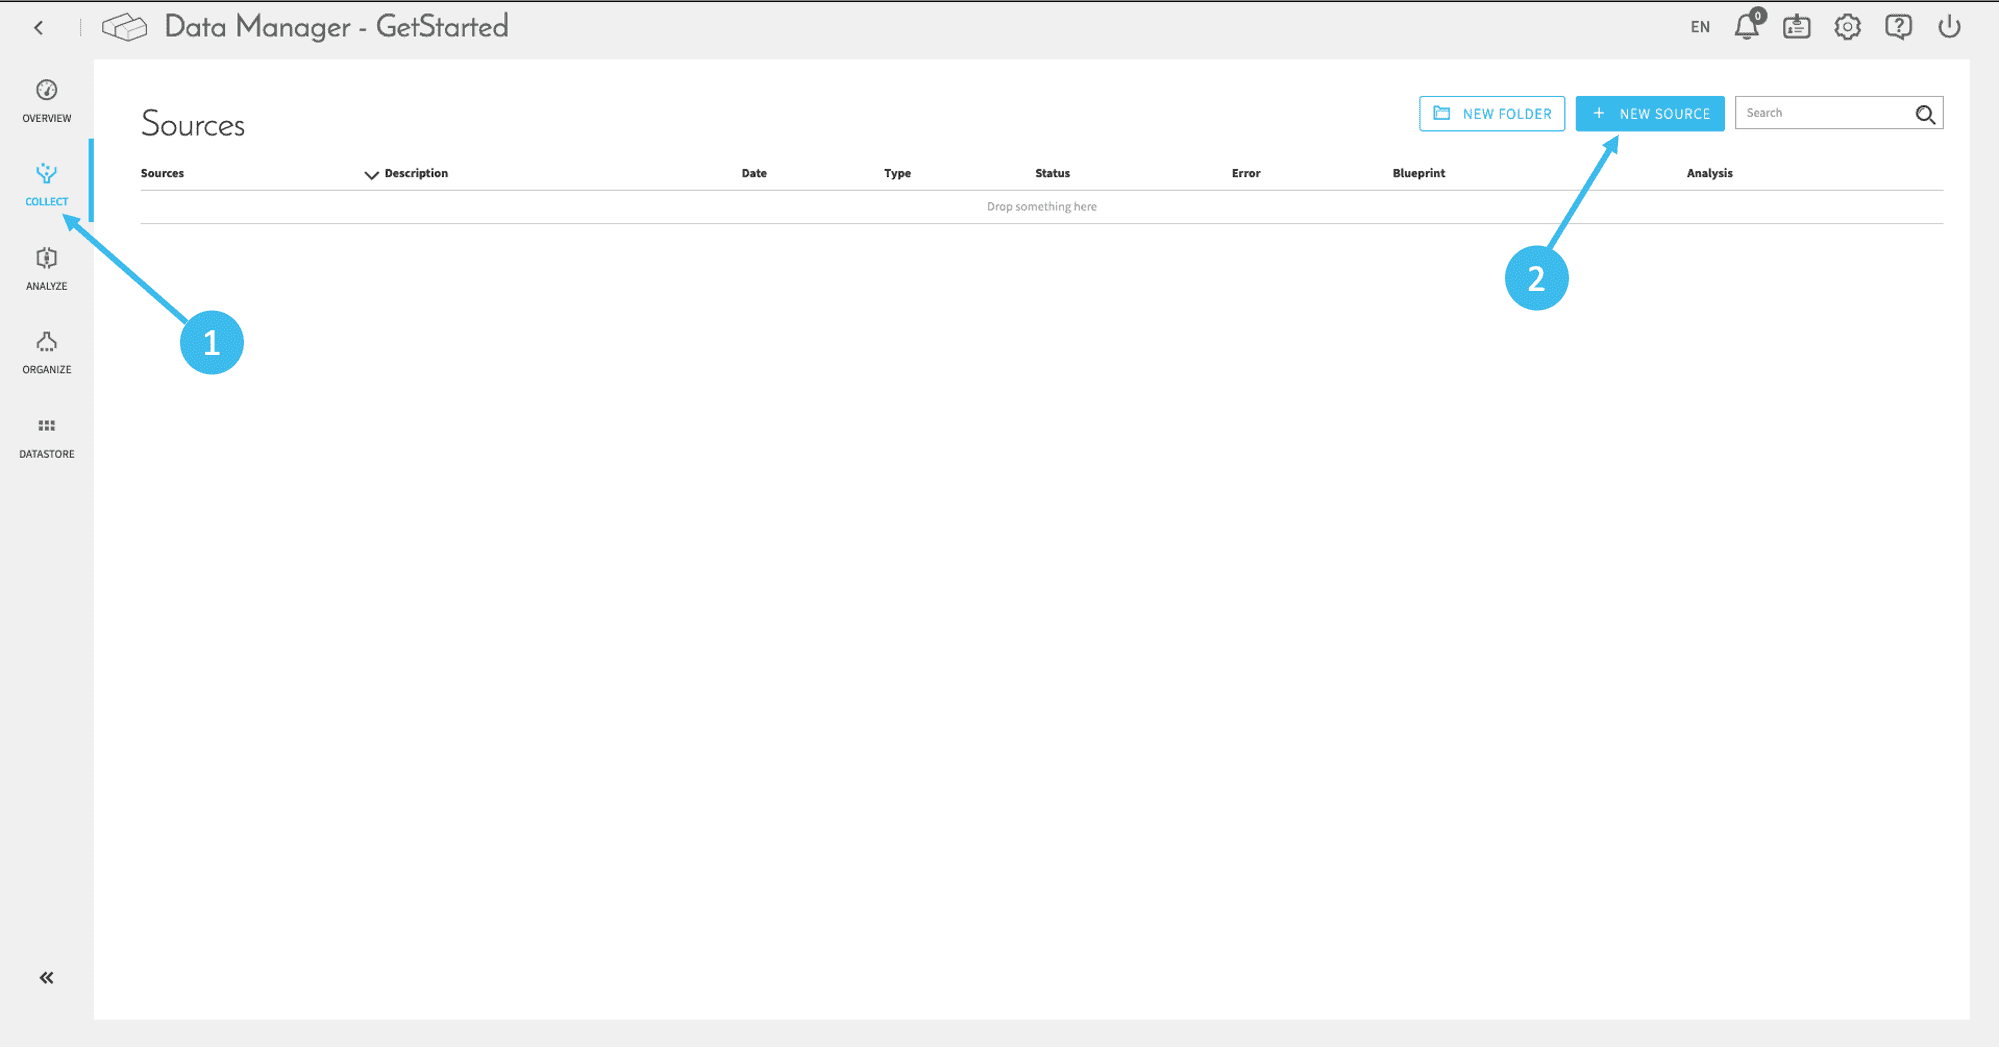 Data Manager - GetStarted
EN
0
OVERVIEW
COLLECT
ANALYZE
ORGANIZE
DATASTORE
Sources
NEW FOLDER
+ NEW SOURCE
Search
Sources Description Date Type Status Error Blueprint Analysis
Drop something here
1
2